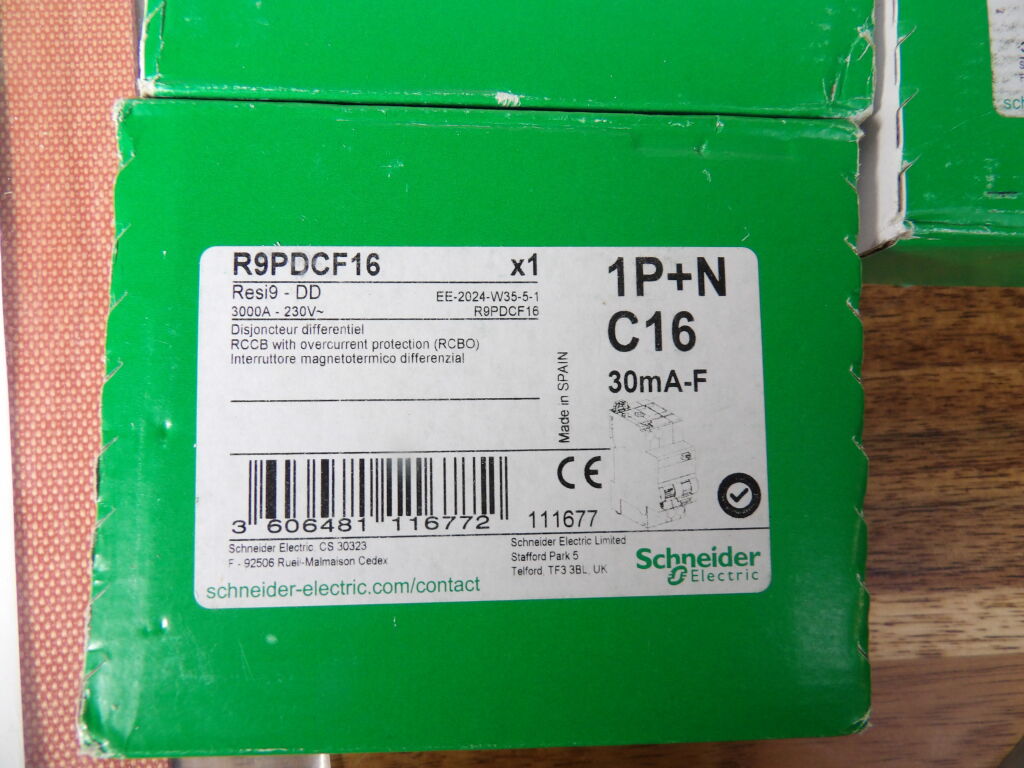 R9PDCF16 x1
Resi9 - DD EE-2024-W35-5-1
3000A - 230V~ R9PDCF16
Disjoncteur differentiel
RCCB with overcurrent protection (RCBO)
Interruttore magnetotermico differenzial
1P+N
C16
30mA-F
Made in SPAIN
CE
3 606481 116772 111677
Schneider Electric, CS 30323
F - 92506 Rueil-Malmaison Cedex
Schneider Electric Limited
Stafford Park 5
Telford, TF3 3BL, UK
schneider-electric.com/contact
Schneider
Electric